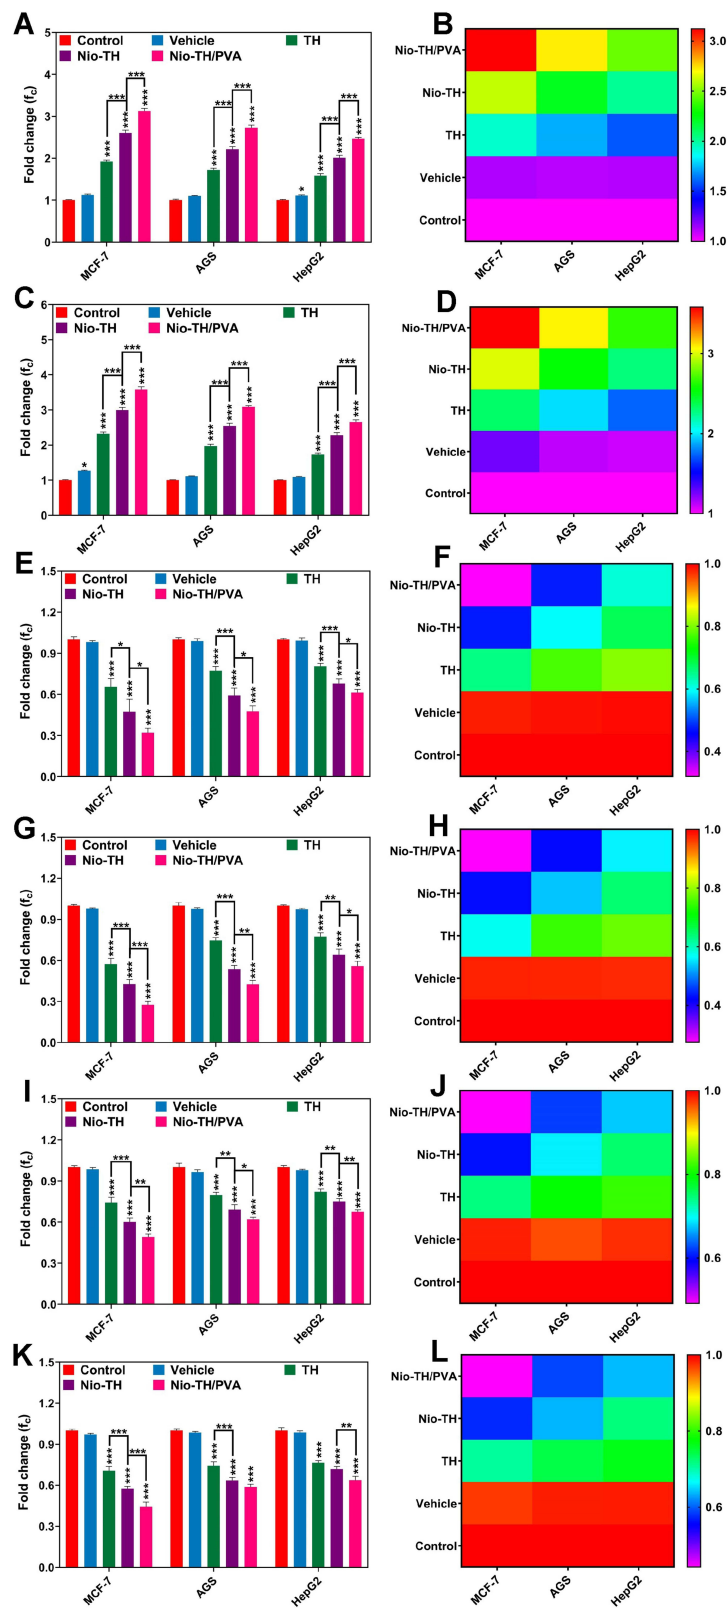 A
Control Vehicle TH
Nio-TH Nio-TH/PVA
Fold change (fc)
5
4
3
2
1
0
*** *** *** *** ***
*** *** *** *** ***
* *** *** *** *** ***
MCF-7 AGS HepG2
B
Nio-TH/PVA
Nio-TH
TH
Vehicle
Control
MCF-7 AGS HepG2
3.0
2.5
2.0
1.5
1.0
C
Control Vehicle TH
Nio-TH Nio-TH/PVA
Fold change (fc)
6
5
4
3
2
1
0
* *** *** *** *** ***
*** *** *** *** ***
*** *** *** *** ***
MCF-7 AGS HepG2
D
Nio-TH/PVA
Nio-TH
TH
Vehicle
Control
MCF-7 AGS HepG2
3
2
1
E
Control Vehicle TH
Nio-TH Nio-TH/PVA
Fold change (fc)
1.5
1.2
0.9
0.6
0.3
0.0
*** * *** * ***
*** *** *** * ***
*** *** *** * ***
MCF-7 AGS HepG2
F
Nio-TH/PVA
Nio-TH
TH
Vehicle
Control
MCF-7 AGS HepG2
1.0
0.8
0.6
0.4
G
Control Vehicle TH
Nio-TH Nio-TH/PVA
Fold change (fc)
1.5
1.2
0.9
0.6
0.3
0.0
*** *** *** *** ***
*** *** *** ** ***
*** ** *** * ***
MCF-7 AGS HepG2
H
Nio-TH/PVA
Nio-TH
TH
Vehicle
Control
MCF-7 AGS HepG2
1.0
0.8
0.6
0.4
I
Control Vehicle TH
Nio-TH Nio-TH/PVA
Fold change (fc)
1.5
1.2
0.9
0.6
0.3
0.0
*** *** *** ** ***
*** ** *** * ***
*** ** *** ** ***
MCF-7 AGS HepG2
J
Nio-TH/PVA
Nio-TH
TH
Vehicle
Control
MCF-7 AGS HepG2
1.0
0.8
0.6
K
Control Vehicle TH
Nio-TH Nio-TH/PVA
Fold change (fc)
1.5
1.2
0.9
0.6
0.3
0.0
*** *** *** *** ***
*** *** *** ***
*** *** ** ***
MCF-7 AGS HepG2
L
Nio-TH/PVA
Nio-TH
TH
Vehicle
Control
MCF-7 AGS HepG2
1.0
0.8
0.6